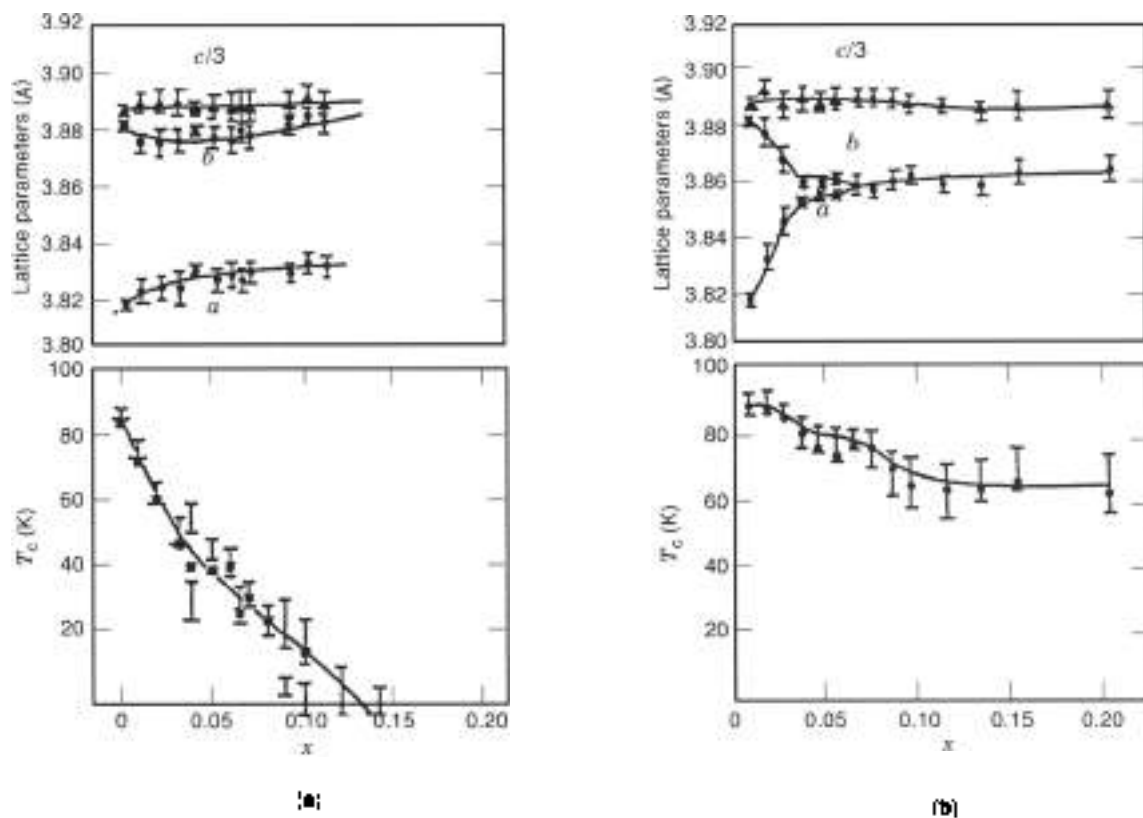 3.92
3.90
3.88
3.86
3.84
3.82
3.80
Lattice parameters (A)
c/3
b
a
100
80
60
40
20
T_c (K)
0 0.05 0.10 0.15 0.20
x
(a)
3.92
3.90
3.88
3.86
3.84
3.82
3.80
Lattice parameters (A)
c/3
b
a
100
80
60
40
20
T_c (K)
0 0.05 0.10 0.15 0.20
x
(b)